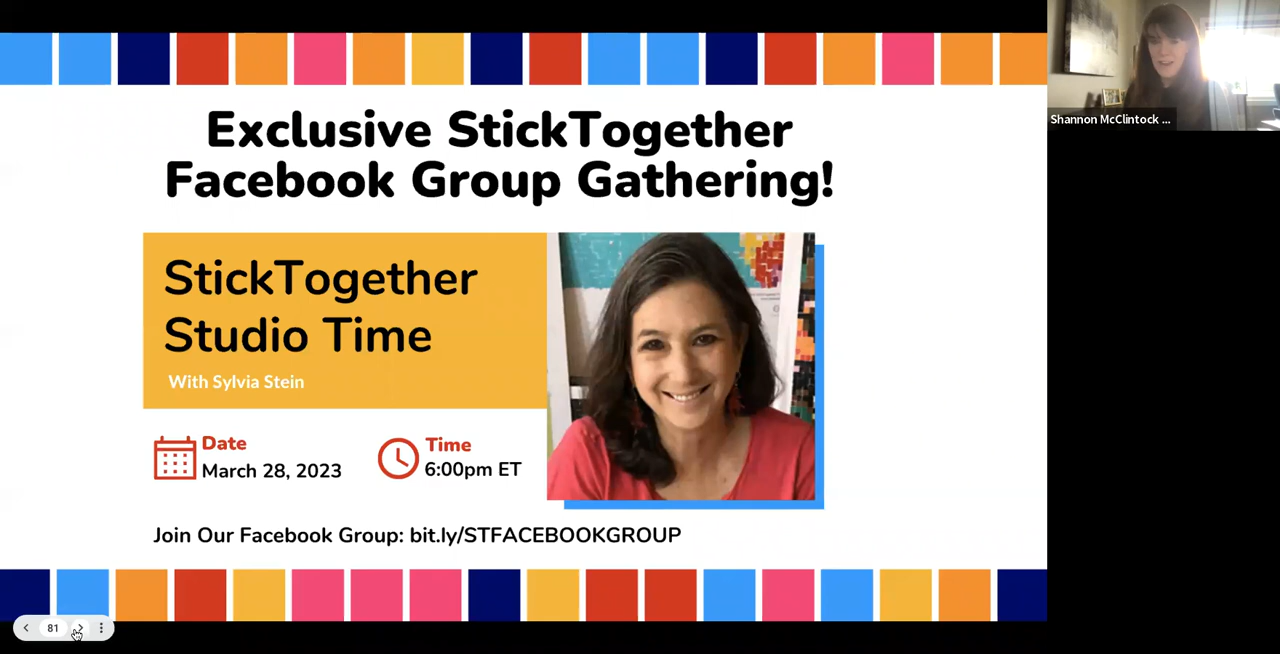 Exclusive StickTogether
Facebook Group Gathering!
StickTogether
Studio Time
With Sylvia Stein
Date
March 28, 2023
Time
6:00pm ET
Join Our Facebook Group: bit.ly/STFACEBOOKGROUP
81
Shannon McClintock ...